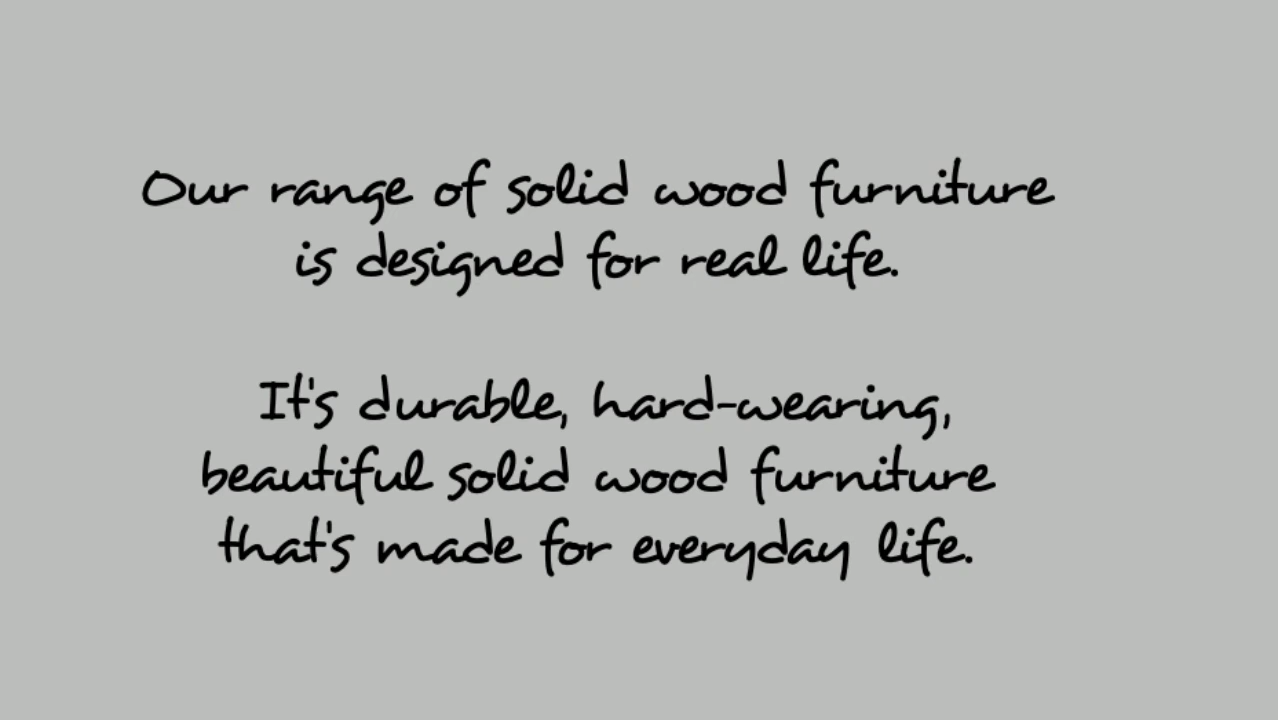 Our range of solid wood furniture
is designed for real life.
It's durable, hard-wearing,
beautiful solid wood furniture
that's made for everyday life.